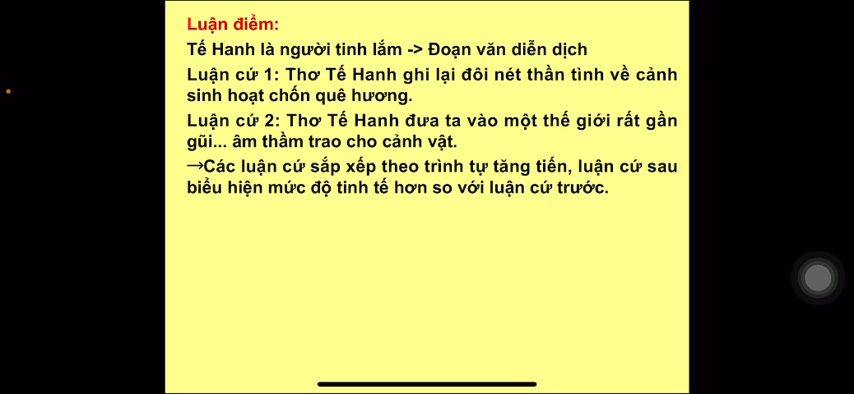 Luận điểm:
Tế Hanh là người tinh lắm -> Đoạn văn diễn dịch
Luận cứ 1: Thơ Tế Hanh ghi lại đôi nét thần tình về cảnh
sinh hoạt chốn quê hương.
Luận cứ 2: Thơ Tế Hanh đưa ta vào một thế giới rất gần
gũi... âm thầm trao cho cảnh vật.
→Các luận cứ sắp xếp theo trình tự tăng tiến, luận cứ sau
biểu hiện mức độ tinh tế hơn so với luận cứ trước.